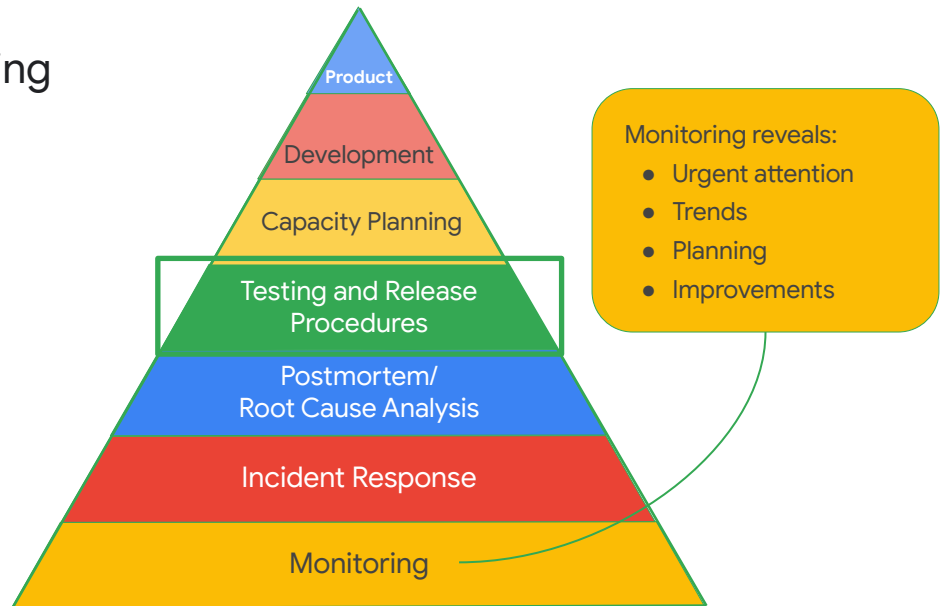 ing
Product
Development
Capacity Planning
Testing and Release
Procedures
Postmortem/
Root Cause Analysis
Incident Response
Monitoring
Monitoring reveals:
● Urgent attention
● Trends
● Planning
● Improvements